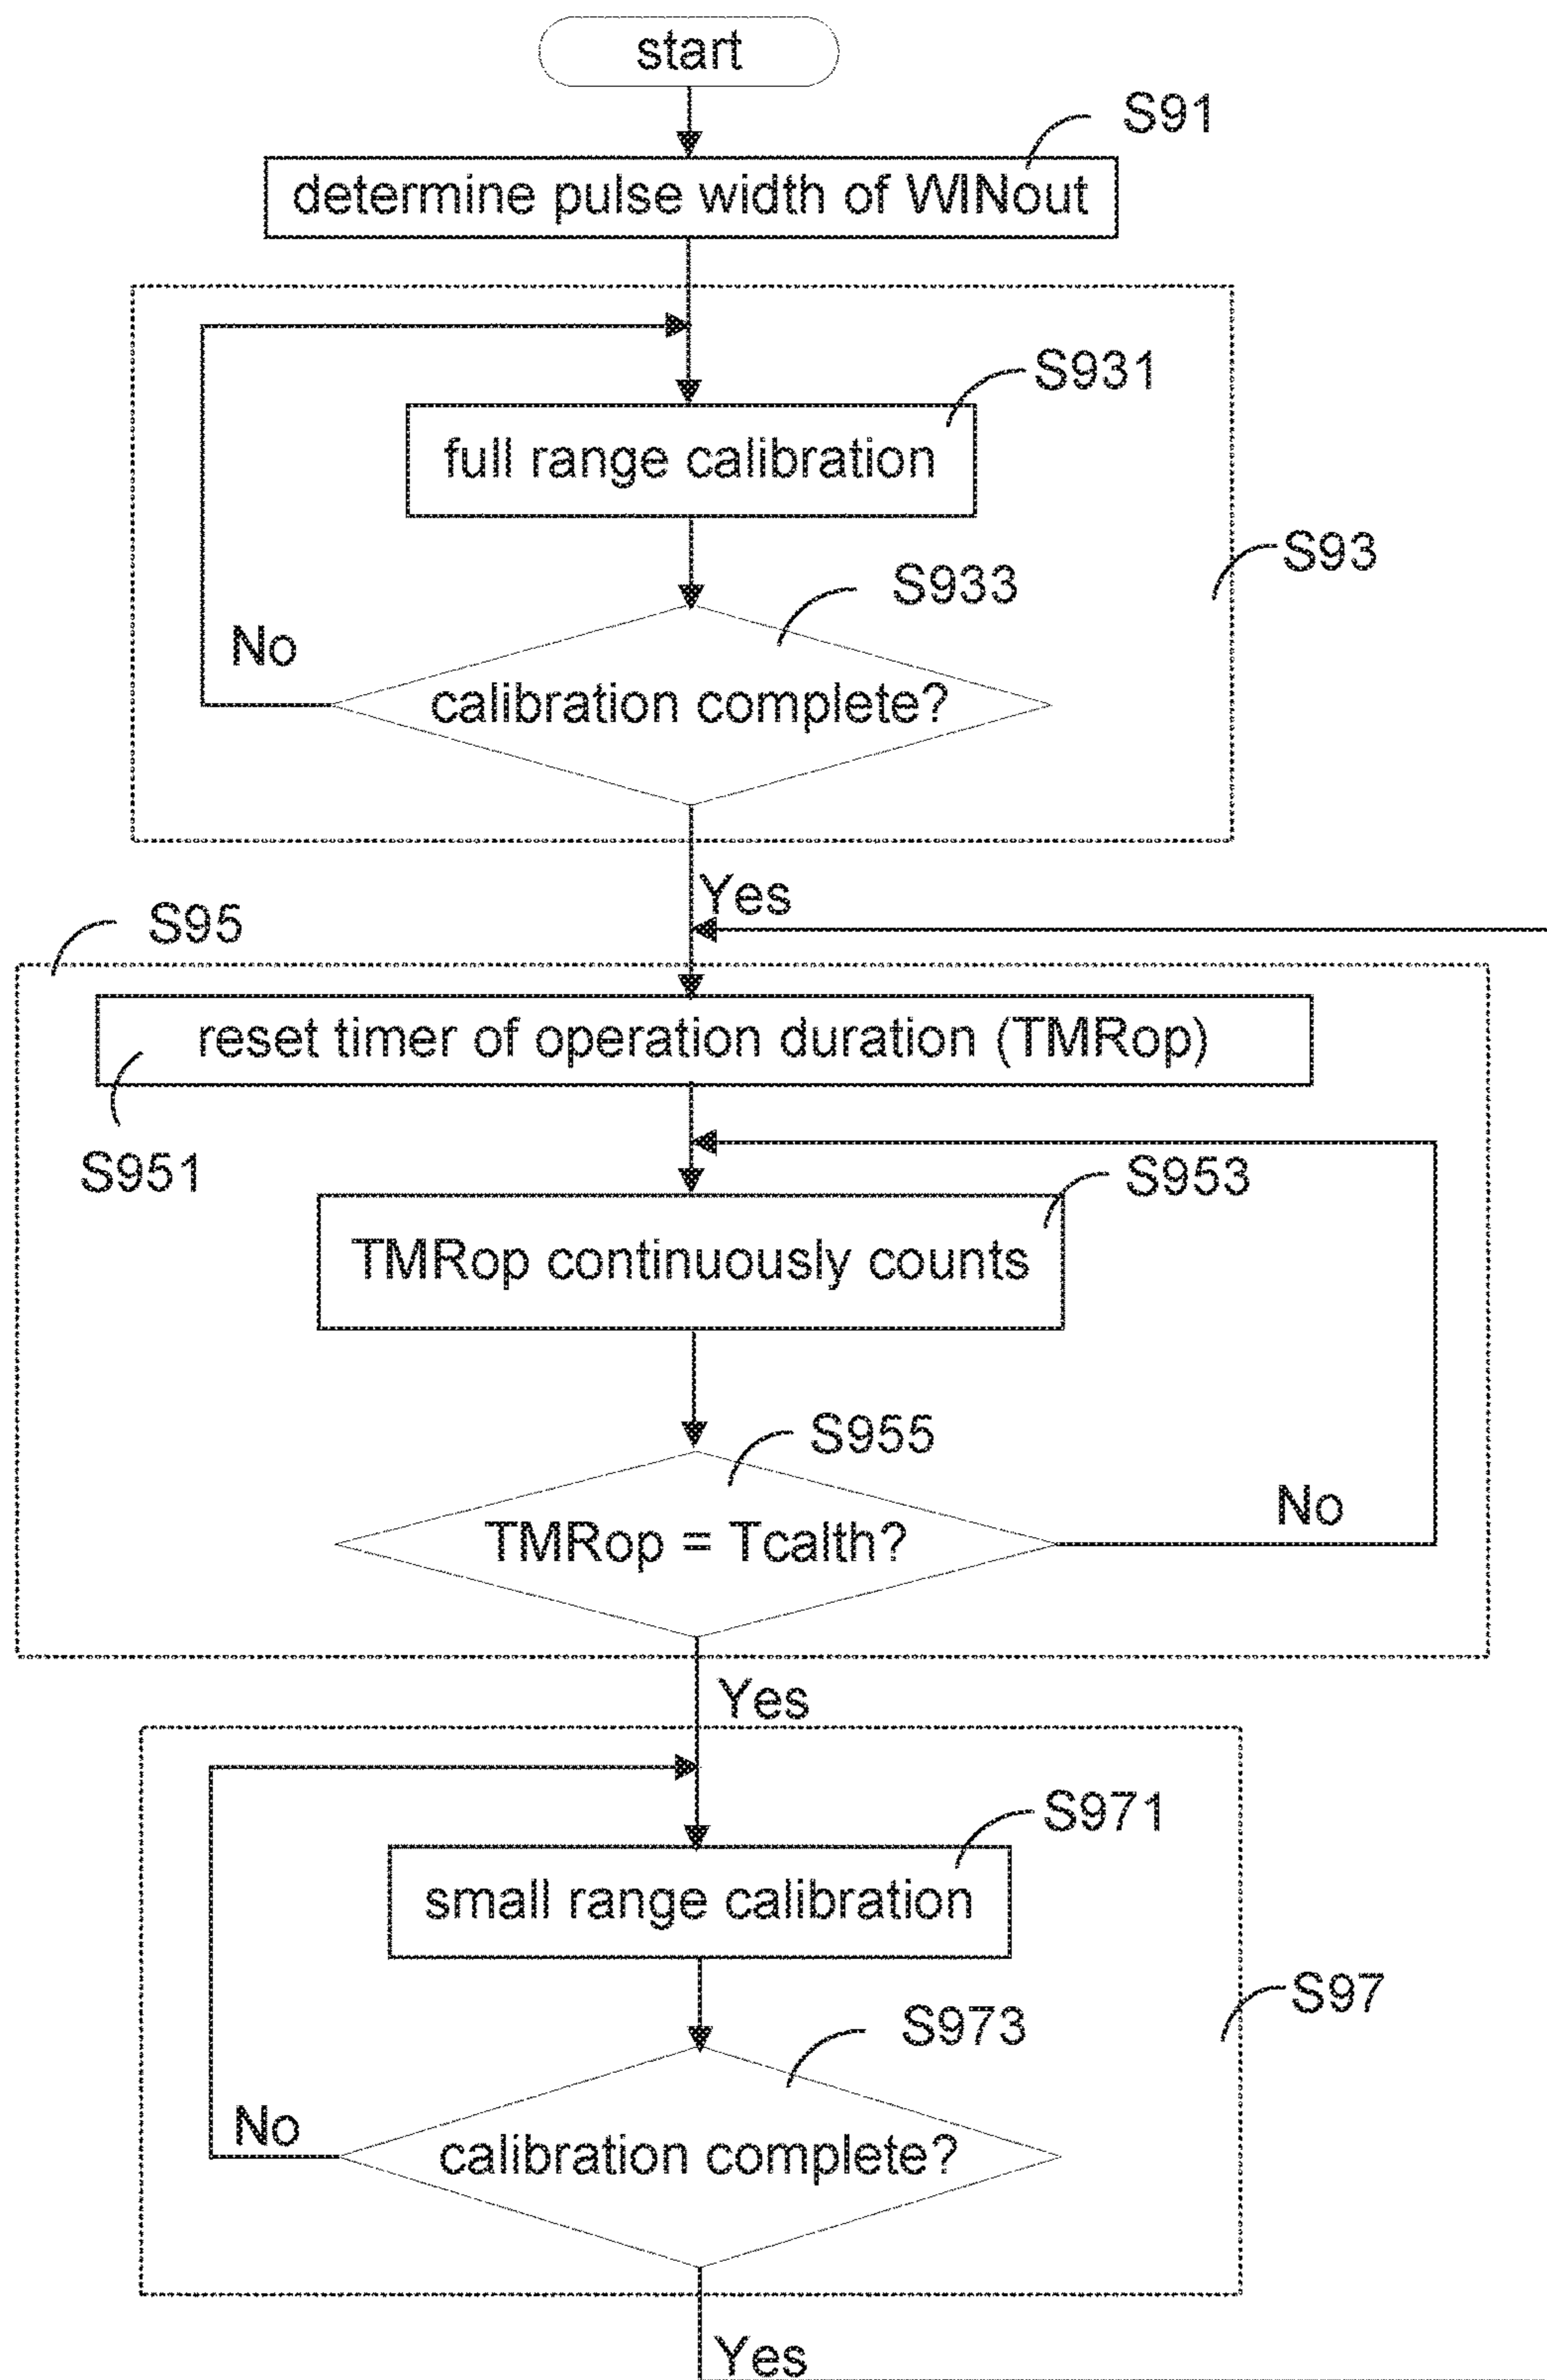 start
S91
determine pulse width of WINout
S931
full range calibration
S93
S933
No
calibration complete?
Yes
S95
reset timer of operation duration (TMRop)
S951
S953
TMRop continuously counts
S955
No
TMRop = Tcalth?
Yes
S971
small range calibration
S97
S973
No
calibration complete?
Yes